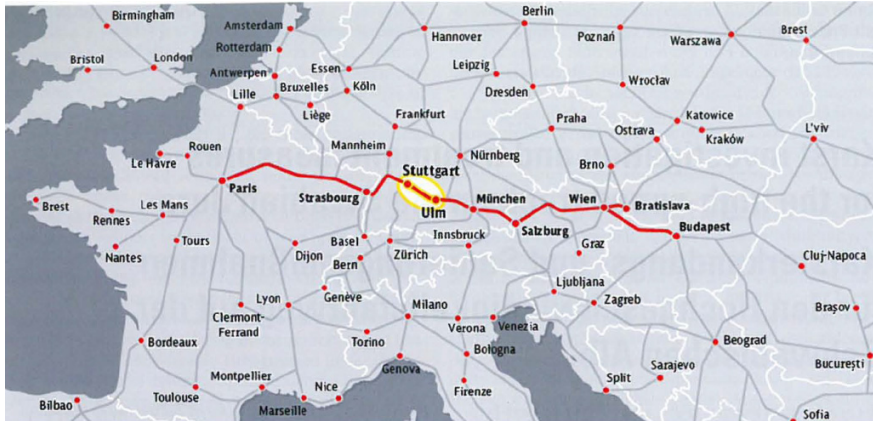 Birmingham
Amsterdam
Berlin
Hannover
Poznań
Warszawa
Brest
Rotterdam
Bristol
London
Essen
Leipzig
Antwerpen
Bruxelles
Köln
Dresden
Wrocław
Lille
Liège
Frankfurt
Praha
Katowice
Ostrava
Kraków
L'viv
Rouen
Mannheim
Nürnberg
Le Havre
Brno
Stuttgart
Paris
Strasbourg
Ulm
München
Wien
Bratislava
Brest
Le Mans
Rennes
Salzburg
Budapest
Tours
Basel
Innsbruck
Nantes
Dijon
Bern
Zürich
Graz
Cluj-Napoca
Genève
Ljubljana
Lyon
Milano
Zagreb
Clermont-
Ferrand
Verona
Venezia
Brașov
Torino
Bordeaux
Bologna
Beograd
Genova
București
Montpellier
Nice
Sarajevo
Toulouse
Firenze
Split
Bilbao
Marseille
Sofia